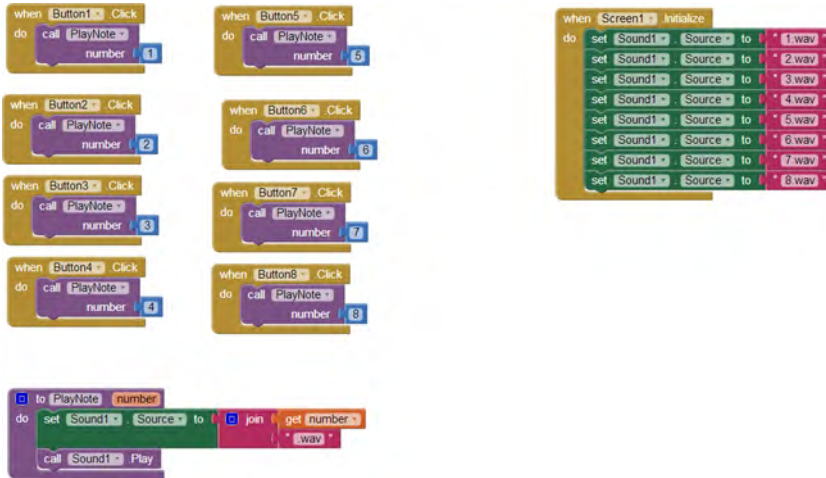 when Button1 .Click
do call PlayNote
number 1
when Button2 .Click
do call PlayNote
number 2
when Button3 .Click
do call PlayNote
number 3
when Button4 .Click
do call PlayNote
number 4
when Button5 .Click
do call PlayNote
number 5
when Button6 .Click
do call PlayNote
number 6
when Button7 .Click
do call PlayNote
number 7
when Button8 .Click
do call PlayNote
number 8
when Screen1 .Initialize
do set Sound1 . Source to " 1.wav "
set Sound1 . Source to " 2.wav "
set Sound1 . Source to " 3.wav "
set Sound1 . Source to " 4.wav "
set Sound1 . Source to " 5.wav "
set Sound1 . Source to " 6.wav "
set Sound1 . Source to " 7.wav "
set Sound1 . Source to " 8.wav "
to PlayNote number
do set Sound1 . Source to join get number
" .wav "
call Sound1 .Play